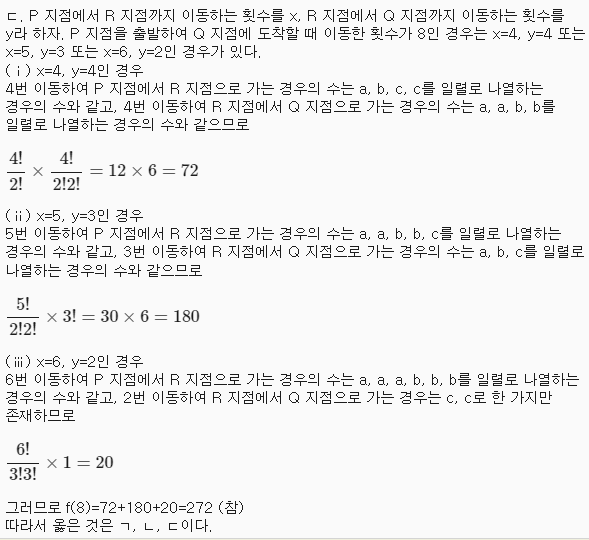 ㄷ. P 지점에서 R 지점까지 이동하는 횟수를 x, R 지점에서 Q 지점까지 이동하는 횟수를
y라 하자. P 지점을 출발하여 Q 지점에 도착할 때 이동한 횟수가 8인 경우는 x=4, y=4 또는
x=5, y=3 또는 x=6, y=2인 경우가 있다.
(ⅰ) x=4, y=4인 경우
4번 이동하여 P 지점에서 R 지점으로 가는 경우의 수는 a, b, c, c를 일렬로 나열하는
경우의 수와 같고, 4번 이동하여 R 지점에서 Q 지점으로 가는 경우의 수는 a, a, b, b를
일렬로 나열하는 경우의 수와 같으므로
4!/2! × 4!/2!2! = 12 × 6 = 72
(ⅱ) x=5, y=3인 경우
5번 이동하여 P 지점에서 R 지점으로 가는 경우의 수는 a, a, b, b, c를 일렬로 나열하는
경우의 수와 같고, 3번 이동하여 R 지점에서 Q 지점으로 가는 경우의 수는 a, b, c를 일렬로
나열하는 경우의 수와 같으므로
5!/2!2! × 3! = 30 × 6 = 180
(ⅲ) x=6, y=2인 경우
6번 이동하여 P 지점에서 R 지점으로 가는 경우의 수는 a, a, a, b, b, b를 일렬로 나열하는
경우의 수와 같고, 2번 이동하여 R 지점에서 Q 지점으로 가는 경우는 c, c로 한 가지만
존재하므로
6!/3!3! × 1 = 20
그러므로 f(8)=72+180+20=272 (참)
따라서 옳은 것은 ㄱ, ㄴ, ㄷ이다.